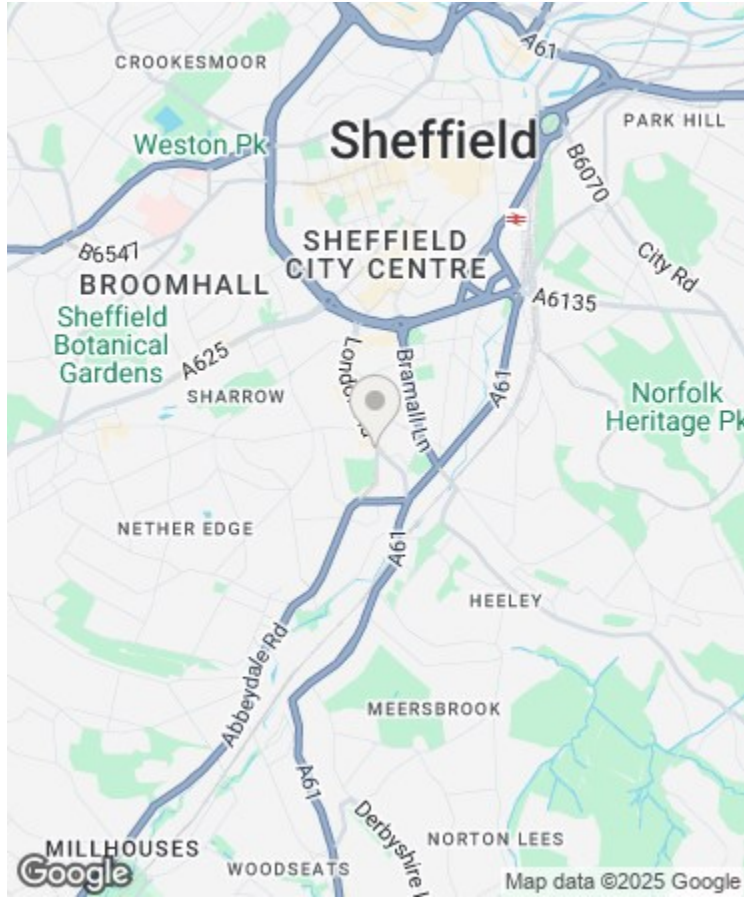 A61
CROOKESMOOR
PARK HILL
Weston Pk
Sheffield
B6070
SHEFFIELD
CITY CENTRE
B6547
City Rd
BROOMHALL
A6135
Sheffield
Botanical
Gardens
A625
Bramall Ln
A61
SHARROW
Norfolk
Heritage Pk
NETHER EDGE
A61
HEELEY
Abbeydale Rd
MEERSBROOK
A61
Derbyshire
NORTON LEES
MILLHOUSES
WOODSEATS
Google
Map data ©2025 Google